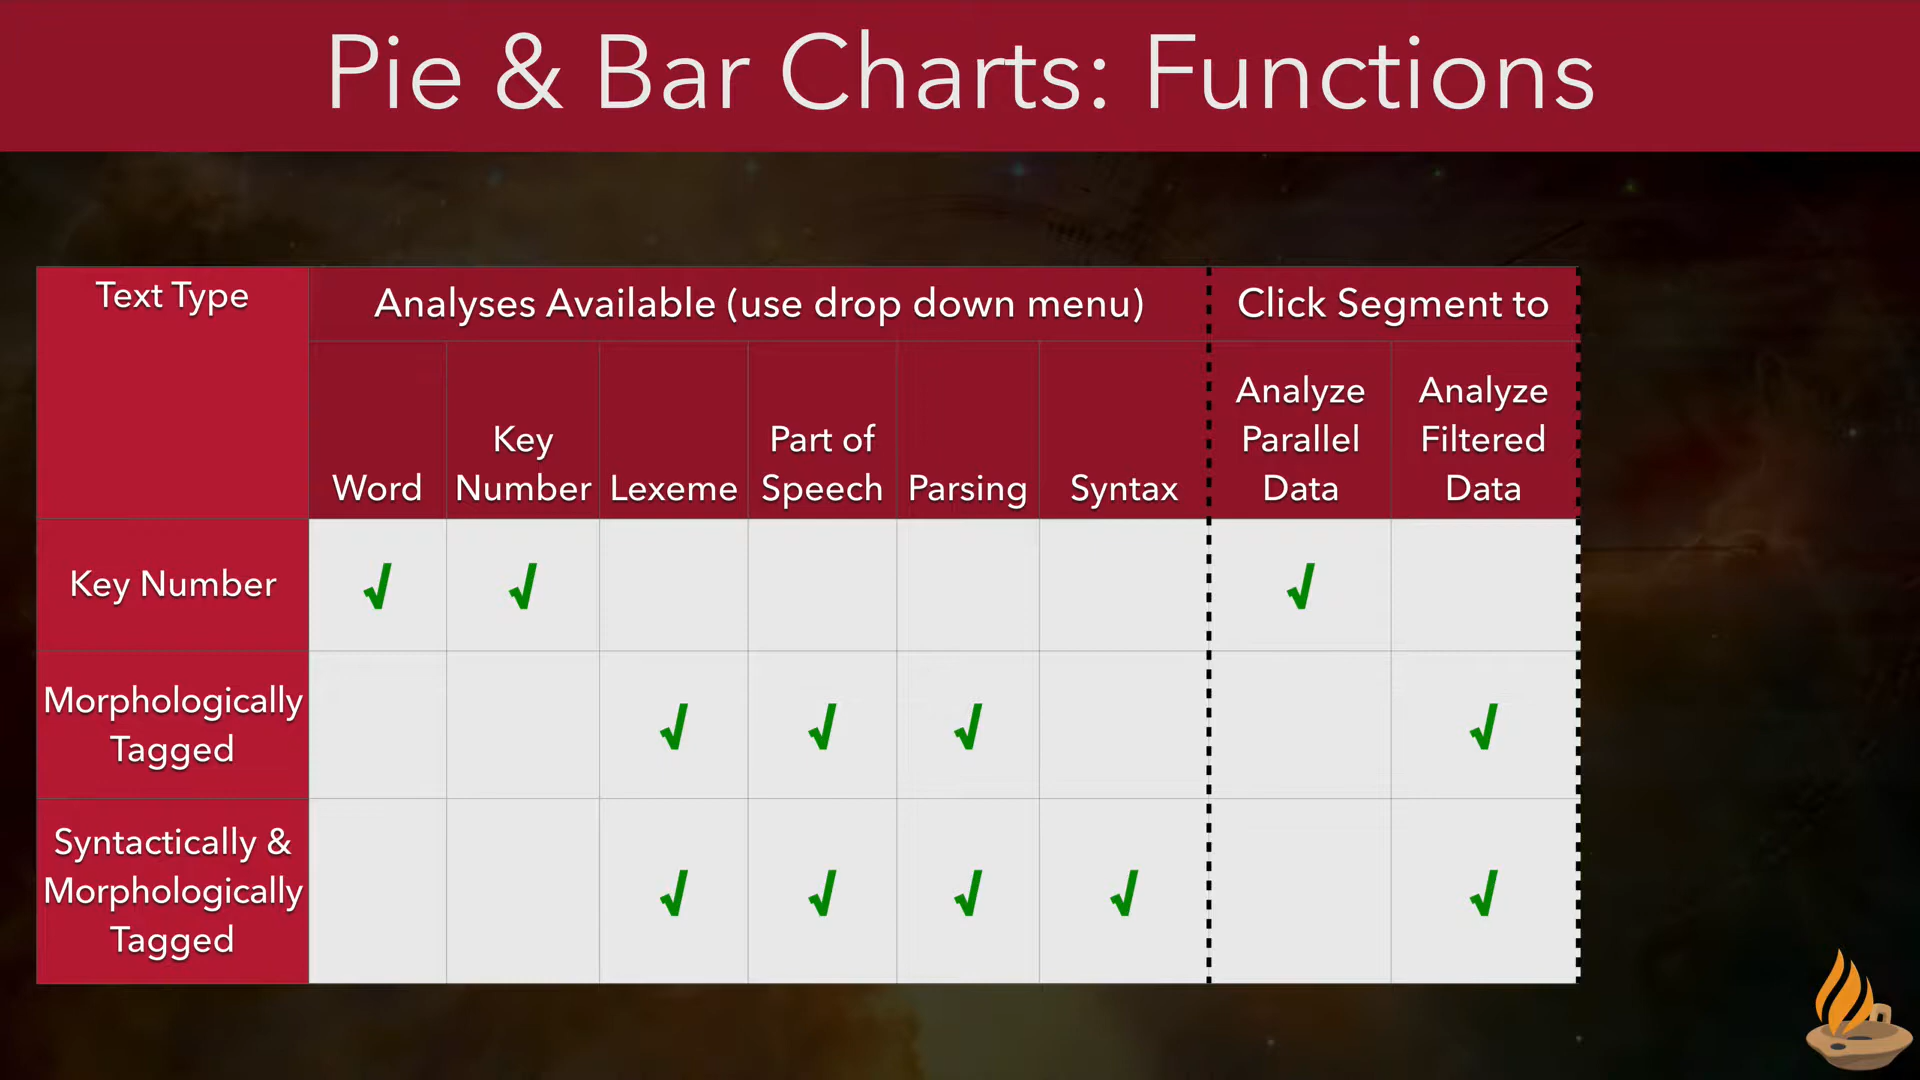 Pie & Bar Charts: Functions
Text Type
Analyses Available (use drop down menu)
Click Segment to
Word
Key
Number
Lexeme
Part of
Speech
Parsing
Syntax
Analyze
Parallel
Data
Analyze
Filtered
Data
Key Number
√ √ √
Morphologically
Tagged
√ √ √ √
Syntactically &
Morphologically
Tagged
√ √ √ √ √